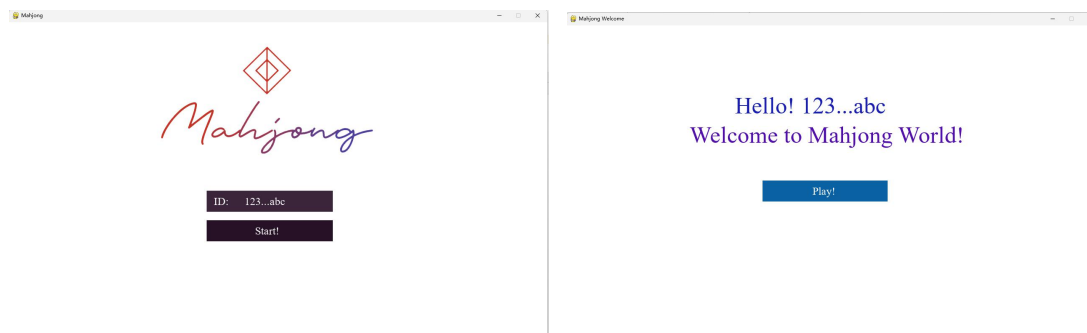 Mahjong
Mahjong
ID: 123...abc
Start!
Mahjong Welcome
Hello! 123...abc
Welcome to Mahjong World!
Play!